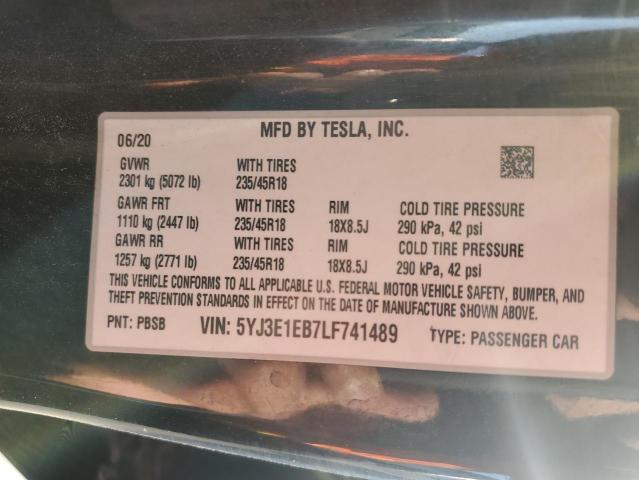 06/20 MFD BY TESLA, INC.
GVWR WITH TIRES
2301 kg (5072 lb) 235/45R18
GAWR FRT WITH TIRES RIM COLD TIRE PRESSURE
1110 kg (2447 lb) 235/45R18 18X8.5J 290 kPa, 42 psi
GAWR RR WITH TIRES RIM COLD TIRE PRESSURE
1257 kg (2771 lb) 235/45R18 18X8.5J 290 kPa, 42 psi
THIS VEHICLE CONFORMS TO ALL APPLICABLE U.S. FEDERAL MOTOR VEHICLE SAFETY, BUMPER, AND
THEFT PREVENTION STANDARDS IN EFFECT ON THE DATE OF MANUFACTURE SHOWN ABOVE.
PNT: PBSB VIN: 5YJ3E1EB7LF741489 TYPE: PASSENGER CAR